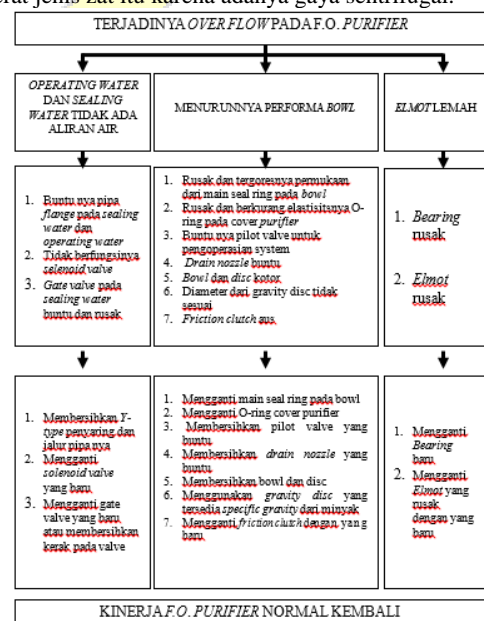 erat jenis zat itu karena adanya gaya sentrifugal.
TERJADINYA OVER FLOW PADA F.O. PURIFIER
OPERATING WATER
DAN SEALING
WATER TIDAK ADA
ALIRAN AIR
MENURUNNYA PERFORMA BOWL
ELMOT LEMAH
1. Buntu nya pipa
flange pada sealing
water dan
operating water
2. Tidak berfungsinya
selenoid valve
3. Gate valve pada
sealing water
buntu dan rusak
1. Rusak dan tergoresnya permukaan
dari main seal ring pada bowl
2. Rusak dan berkurang elastisitsnya O-
ring pada cover purifier
3. Buntu nya pilot valve untuk
pengoperasian system
4. Drain nozzle buntu
5. Bowl dan disc kotor
6. Diameter dari gravity disc tidak
sesuai
7. Friction clutch aus
1. Bearing
rusak
2. Elmot
rusak
1. Membersihkan Y-
type penyaring dan
jalur pipa nya
2. Mengganti
solenoid valve
yang baru
3. Mengganti gate
valve yang baru
atau membersihkan
kerak pada valve
1. Mengganti main seal ring pada bowl
2. Mengganti O-ring cover purifier
3. Membersihkan pilot valve yang
buntu
4. Membersihkan drain nozzle yang
buntu
5. Membersihkan bowl dan disc
6. Menggunakan gravity disc yang
tersedia specific gravity dari minyak
7. Mengganti friction clutch dengan yang
baru
1. Mengganti
Bearing
baru
2. Mengganti
Elmot yang
rusak
dengan yang
baru
KINERJA F.O. PURIFIER NORMAL KEMBALI